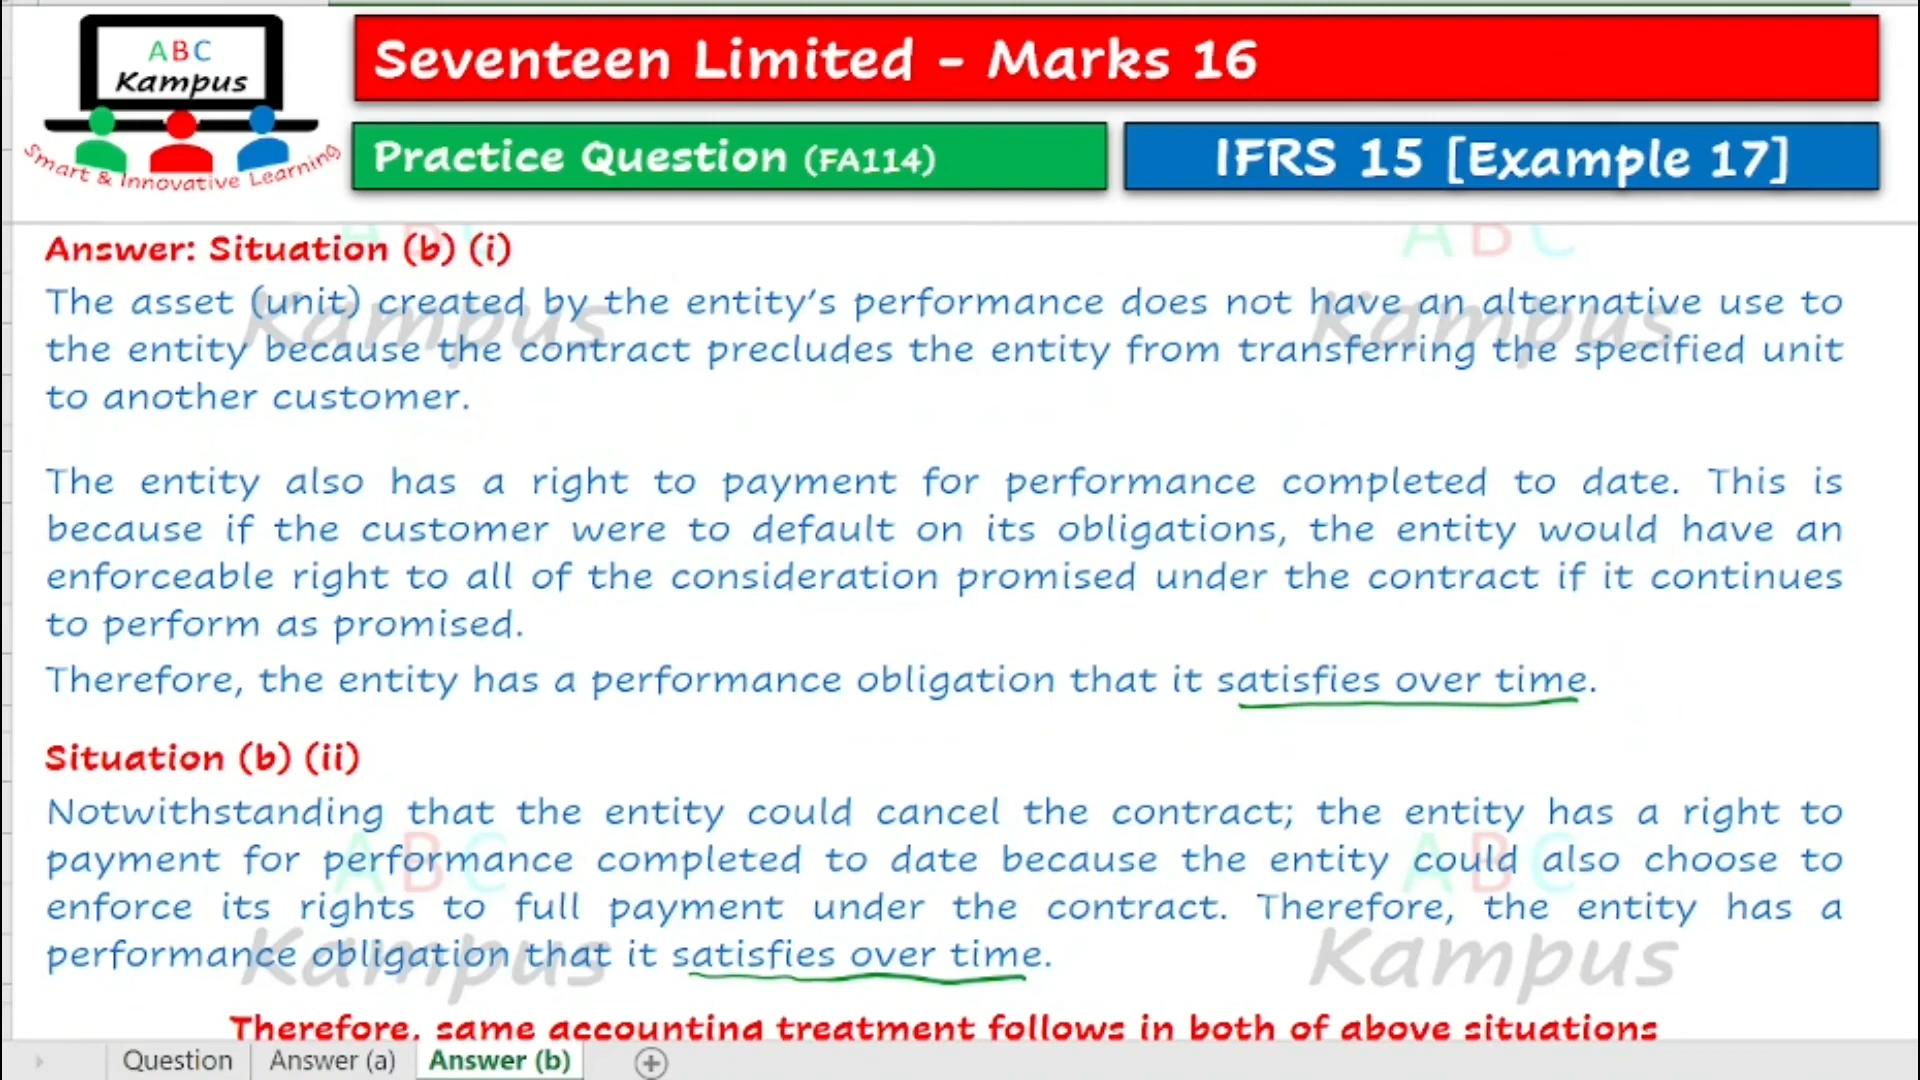 ABC
Kampus
Smart & Innovative Learning
Seventeen Limited - Marks 16
Practice Question (FA114)
IFRS 15 [Example 17]
Answer: Situation (b) (i)
The asset (unit) created by the entity's performance does not have an alternative use to
the entity because the contract precludes the entity from transferring the specified unit
to another customer.
The entity also has a right to payment for performance completed to date. This is
because if the customer were to default on its obligations, the entity would have an
enforceable right to all of the consideration promised under the contract if it continues
to perform as promised.
Therefore, the entity has a performance obligation that it satisfies over time.
Situation (b) (ii)
Notwithstanding that the entity could cancel the contract; the entity has a right to
payment for performance completed to date because the entity could also choose to
enforce its rights to full payment under the contract. Therefore, the entity has a
performance obligation that it satisfies over time.
Therefore, same accounting treatment follows in both of above situations
ABC
Kampus
ABC
Kampus
ABC
Kampus
ABC
Kampus
Question
Answer (a)
Answer (b)